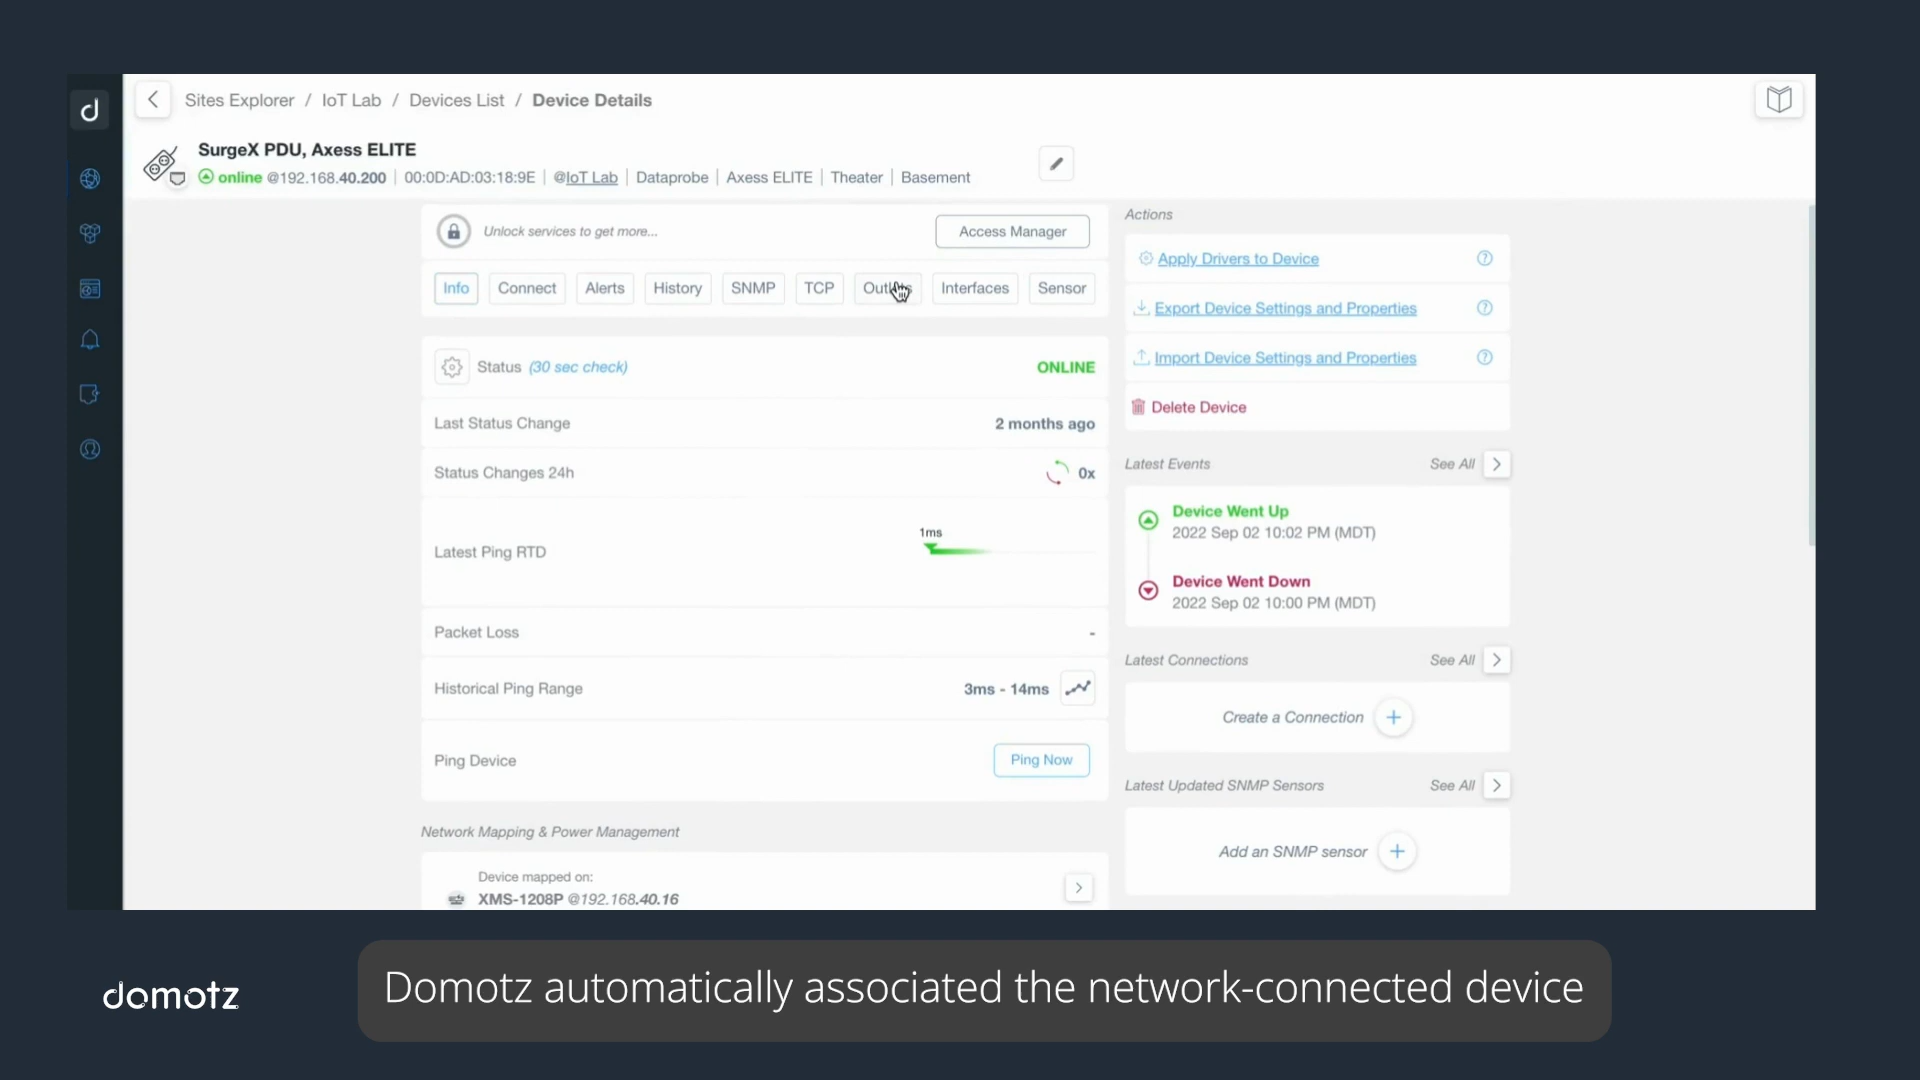 Sites Explorer / IoT Lab / Devices List / Device Details
SurgeX PDU, Axess ELITE
online @192.168.40.200 | 00:0D:AD:03:18:9E | @IoT Lab | Dataprobe | Axess ELITE | Theater | Basement
Unlock services to get more...
Access Manager
Info
Connect
Alerts
History
SNMP
TCP
Interfaces
Sensor
Status (30 sec check)
ONLINE
Last Status Change
2 months ago
Status Changes 24h
0x
Latest Ping RTD
1ms
Packet Loss
-
Historical Ping Range
3ms - 14ms
Ping Device
Ping Now
Network Mapping & Power Management
Device mapped on:
XMS-1208P @192.168.40.16
Actions
Apply Drivers to Device
Export Device Settings and Properties
Import Device Settings and Properties
Delete Device
Latest Events
See All
Device Went Up
2022 Sep 02 10:02 PM (MDT)
Device Went Down
2022 Sep 02 10:00 PM (MDT)
Latest Connections
See All
Create a Connection
Latest Updated SNMP Sensors
See All
Add an SNMP sensor
domotz
Domotz automatically associated the network-connected device